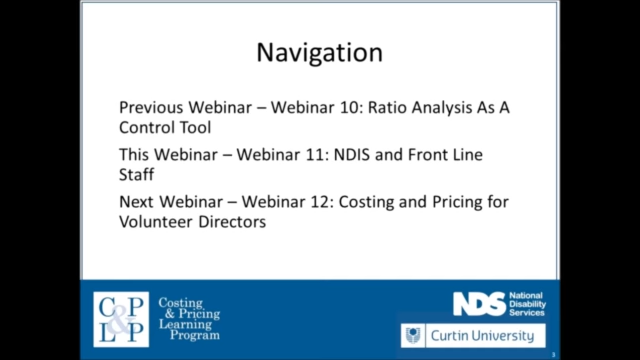 Navigation
Previous Webinar – Webinar 10: Ratio Analysis As A
Control Tool
This Webinar – Webinar 11: NDIS and Front Line
Staff
Next Webinar – Webinar 12: Costing and Pricing for
Volunteer Directors
C&P
L P
Costing
& Pricing
Learning
Program
NDS
National
Disability
Services
Curtin University
3